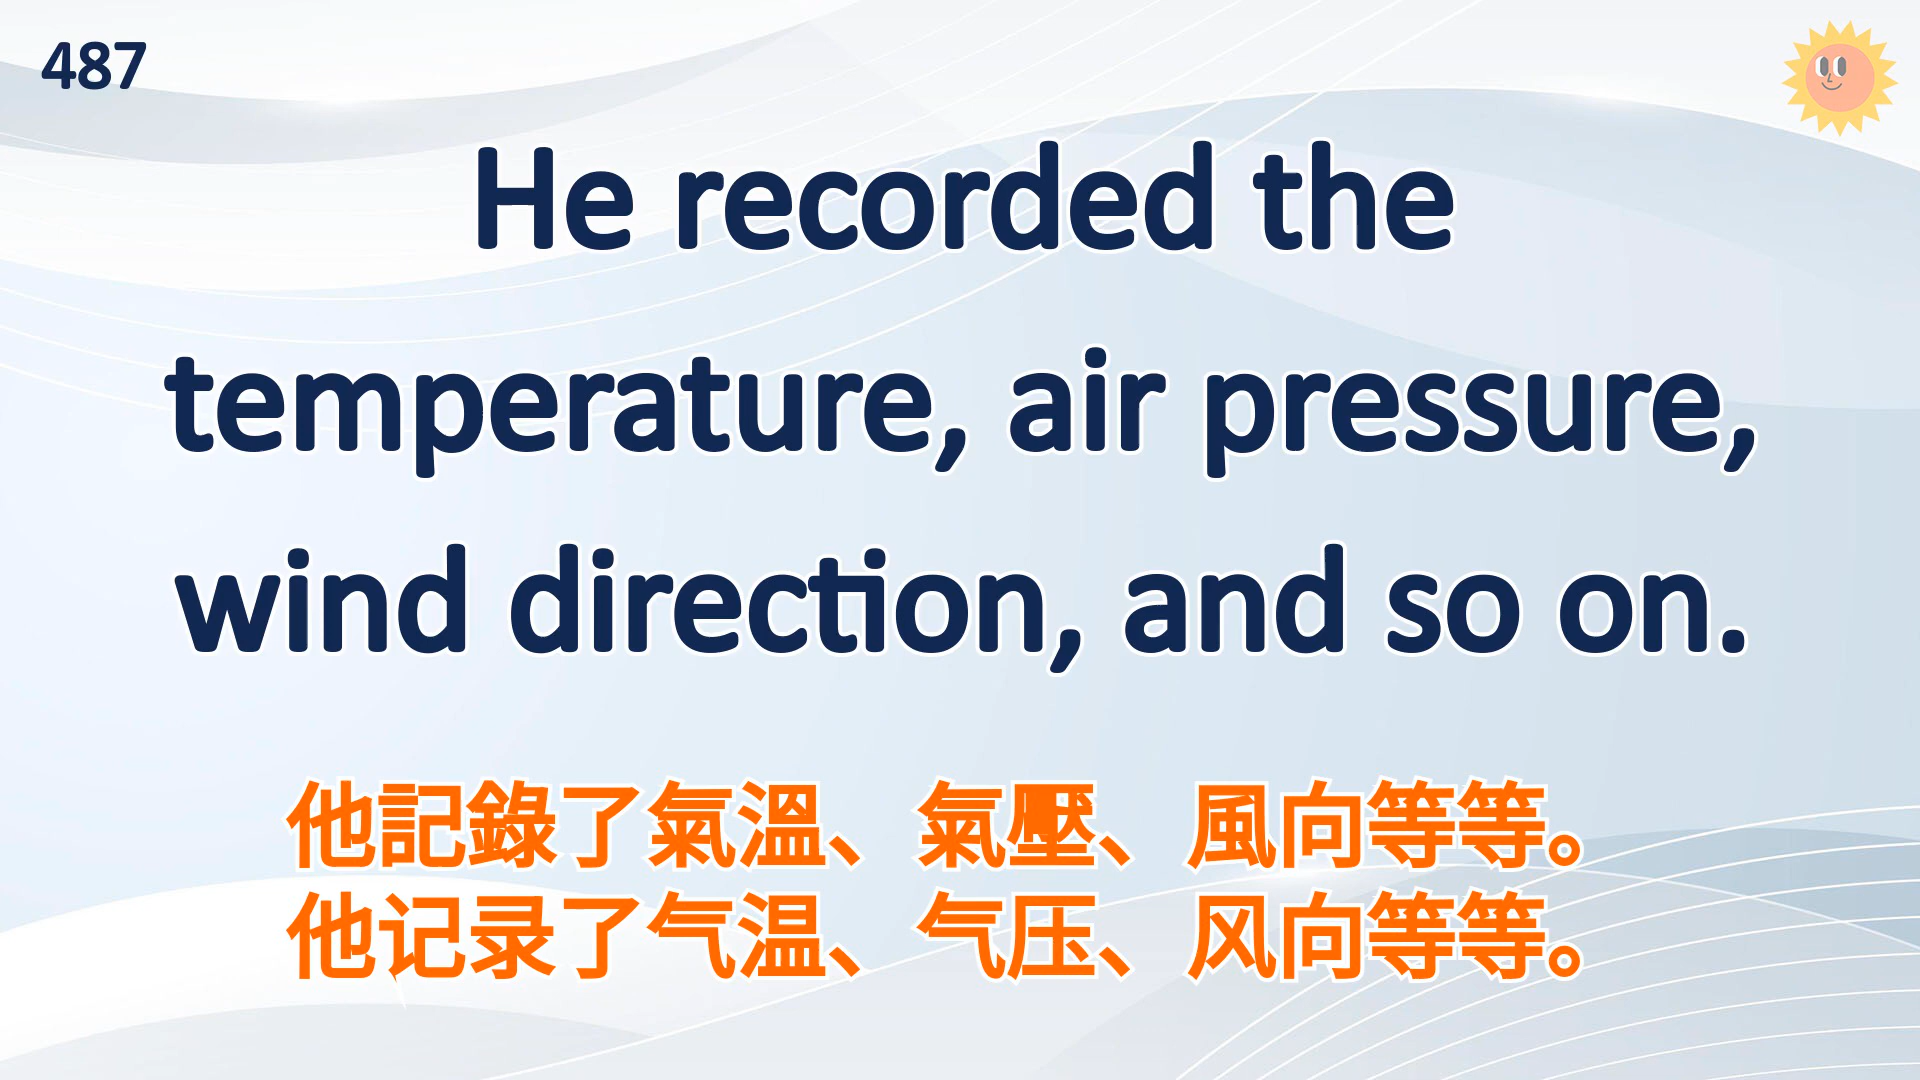 487
He recorded the
temperature, air pressure,
wind direction, and so on.
他記錄了氣溫、氣壓、風向等等。
他记录了气温、气压、风向等等。